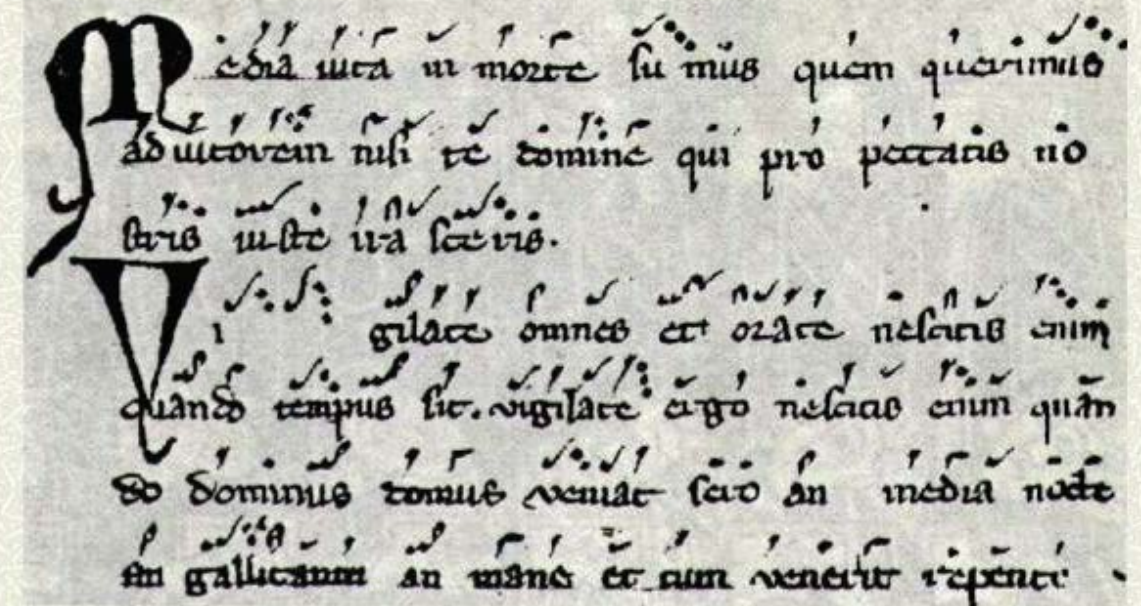 Media uita in morte sumus quem querimus
adiutorem nisi te domine qui pro peccatis no
stris iuste irasceris.
Vigilate omnes et orate nescitis enim
quando tempus sit. vigilate ergo nescitis enim quan
do dominus domus veniat sero an media nocte
an gallicantu an mane et cum venerit repente